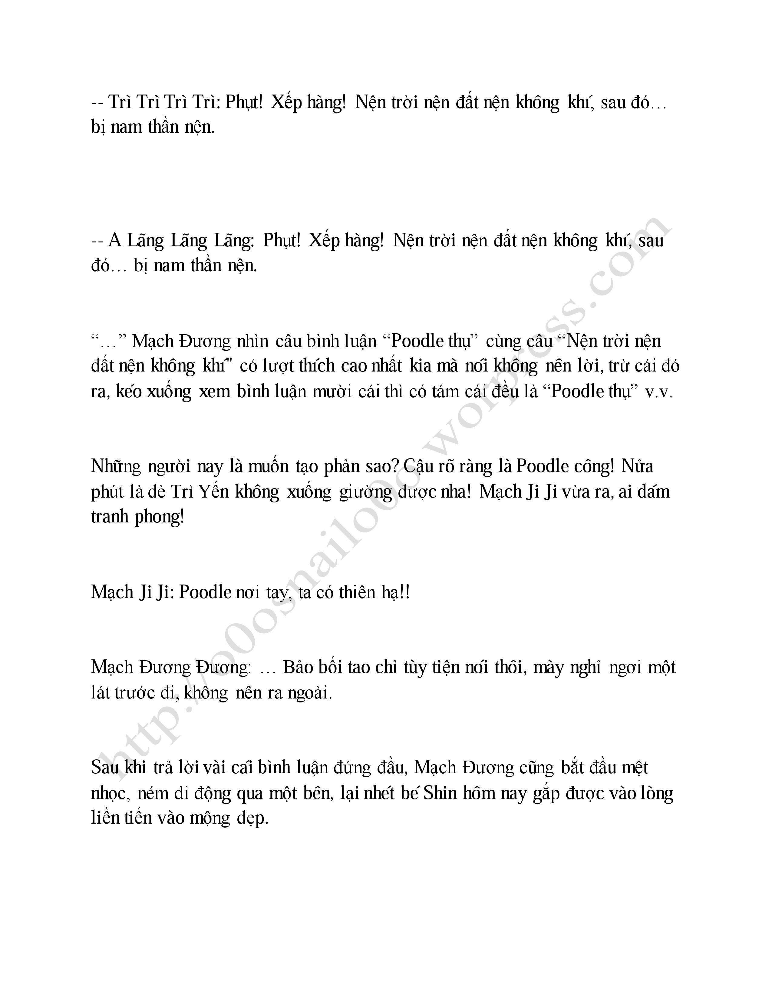 -- Trì Trì Trì Trì: Phụt! Xếp hàng! Nện trời nện đất nện không khí, sau đó…
bị nam thần nện.
-- A Lãng Lãng Lãng: Phụt! Xếp hàng! Nện trời nện đất nện không khí, sau
đó… bị nam thần nện.
“…” Mạch Đương nhìn câu bình luận “Poodle thụ” cùng câu “Nện trời nện
đất nện không khí" có lượt thích cao nhất kia mà nói không nên lời, trừ cái đó
ra, kéo xuống xem bình luận mười cái thì có tám cái đều là “Poodle thụ” v.v.
Những người nay là muốn tạo phản sao? Cậu rõ ràng là Poodle công! Nửa
phút là đè Trì Yến không xuống giường được nha! Mạch Ji Ji vừa ra, ai dám
tranh phong!
Mạch Ji Ji: Poodle nơi tay, ta có thiên hạ!!
Mạch Đương Đương: … Bảo bối tao chỉ tùy tiện nói thôi, mày nghỉ ngơi một
lát trước đi, không nên ra ngoài.
Sau khi trả lời vài cái bình luận đứng đầu, Mạch Đương cũng bắt đầu mệt
nhọc, ném di động qua một bên, lại nhét bé Shin hôm nay gắp được vào lòng
liền tiến vào mộng đẹp.
http://o0osnailo0o.worpress.com